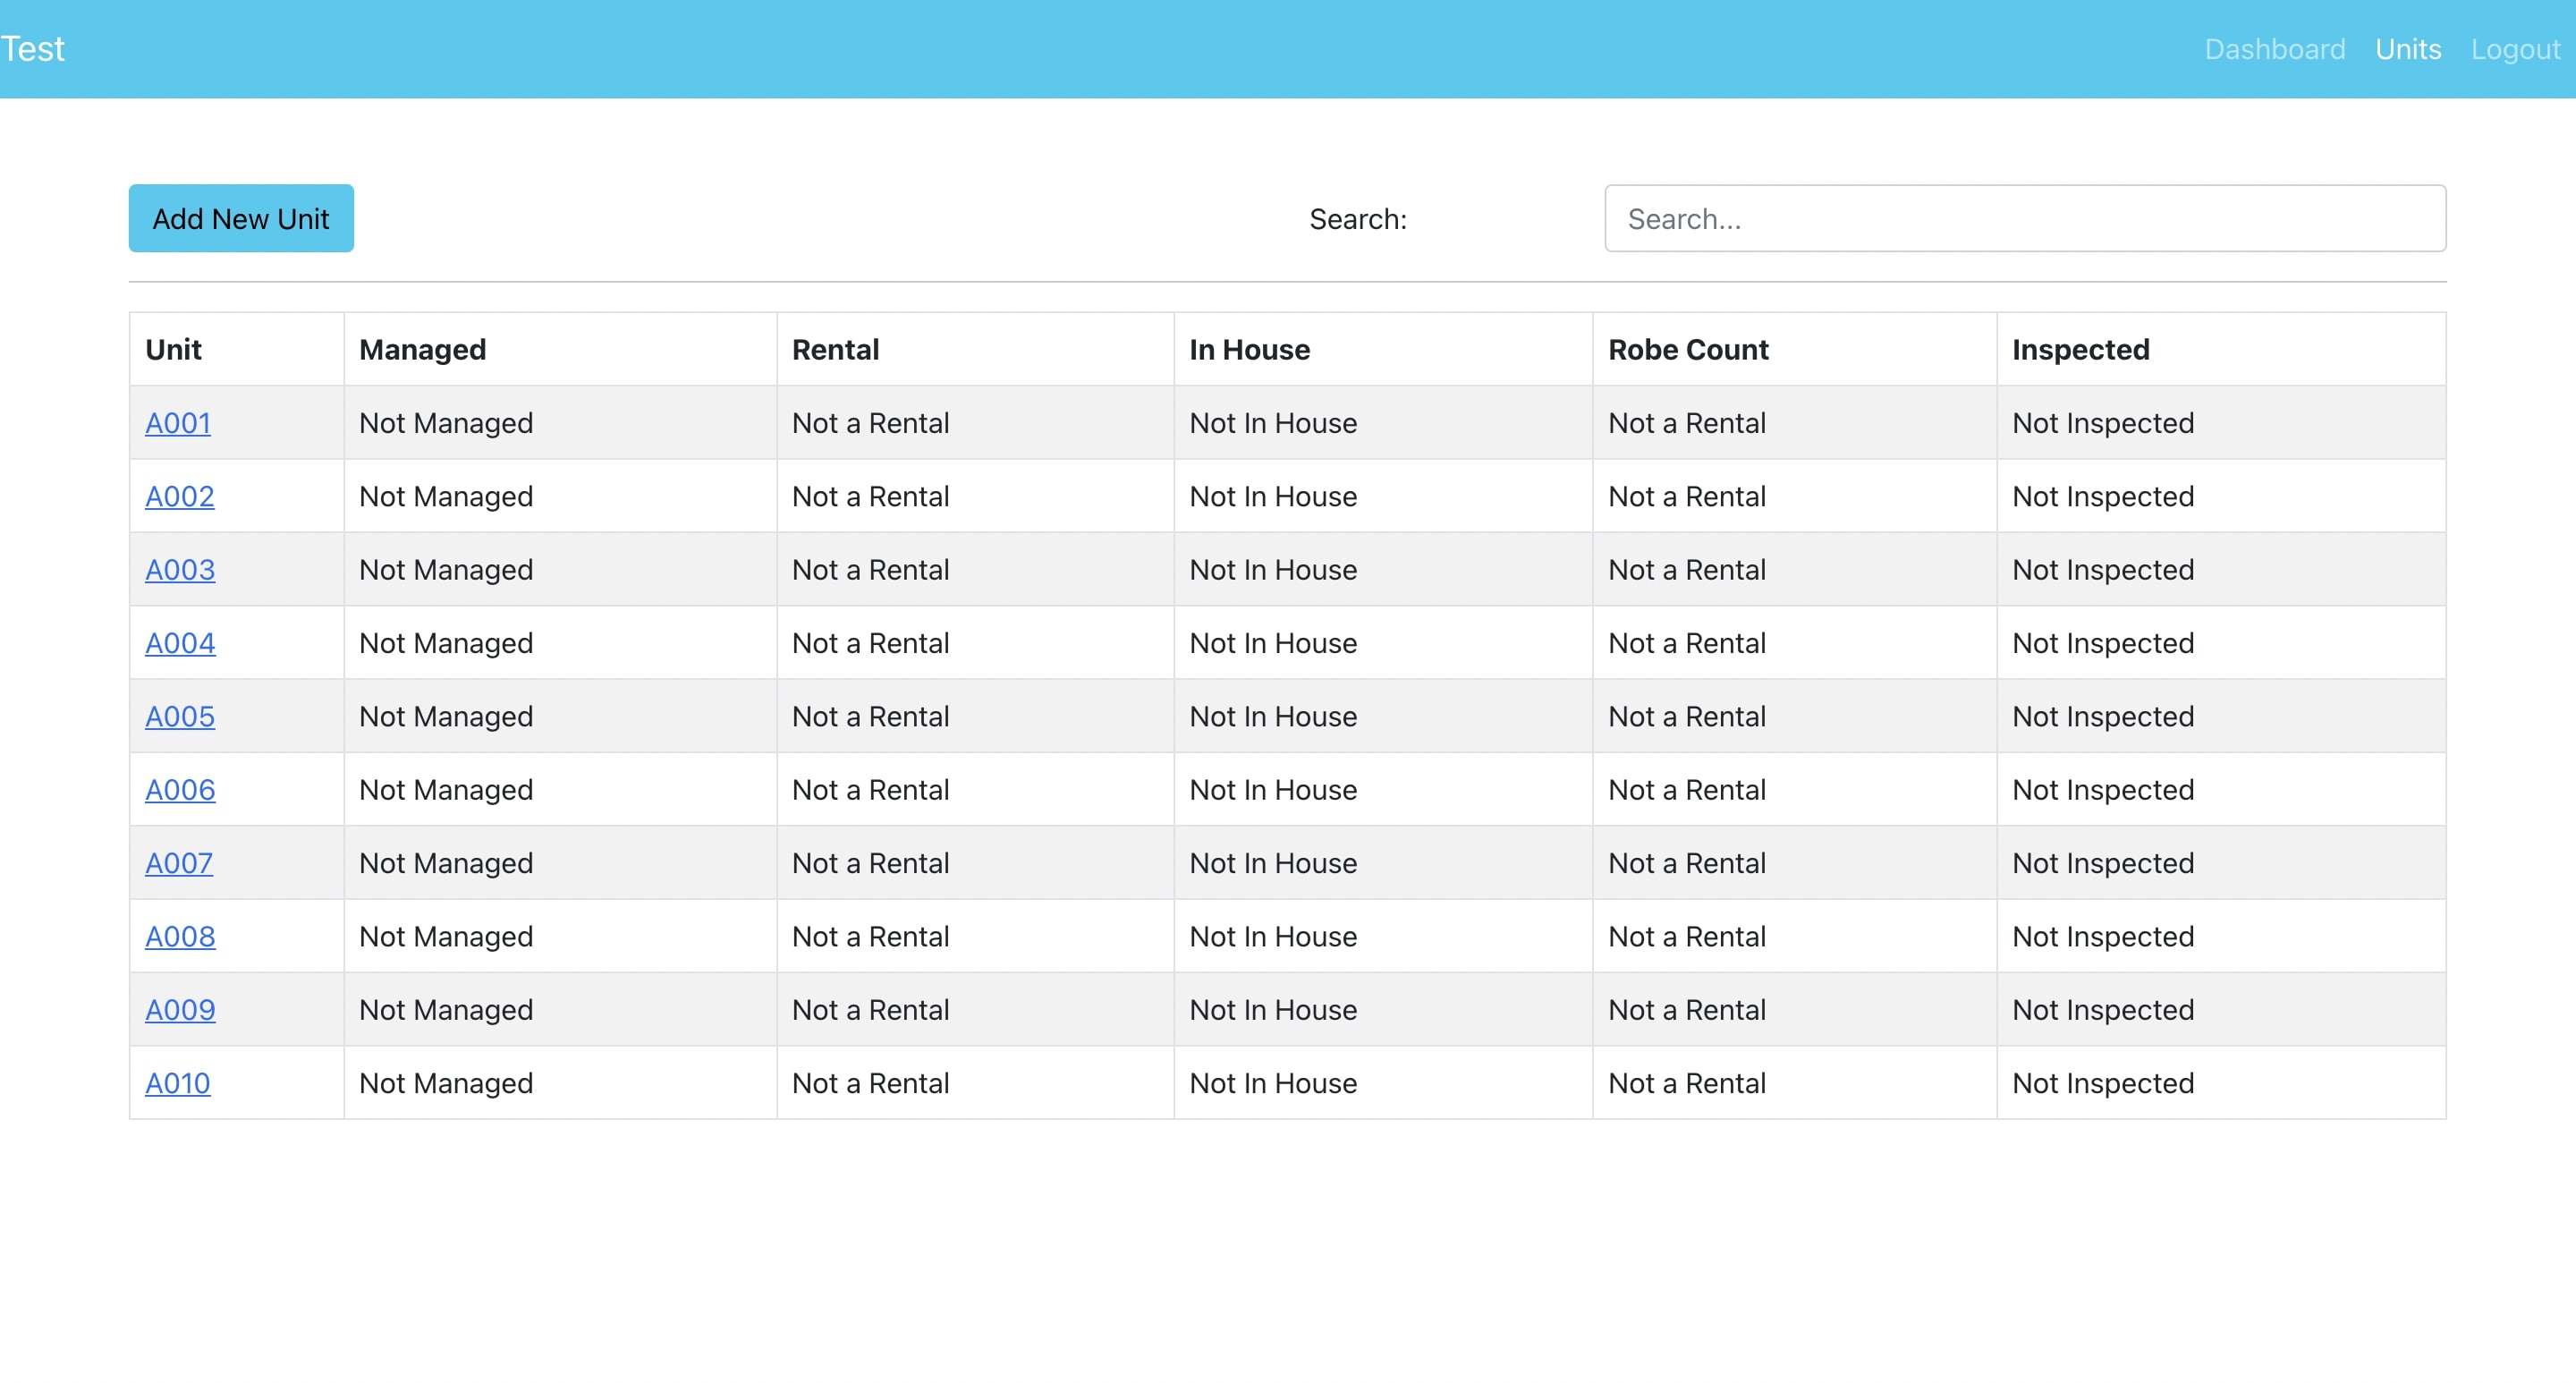 Test Dashboard Units Logout
Add New Unit Search: Search...
Unit Managed Rental In House Robe Count Inspected
A001 Not Managed Not a Rental Not In House Not a Rental Not Inspected
A002 Not Managed Not a Rental Not In House Not a Rental Not Inspected
A003 Not Managed Not a Rental Not In House Not a Rental Not Inspected
A004 Not Managed Not a Rental Not In House Not a Rental Not Inspected
A005 Not Managed Not a Rental Not In House Not a Rental Not Inspected
A006 Not Managed Not a Rental Not In House Not a Rental Not Inspected
A007 Not Managed Not a Rental Not In House Not a Rental Not Inspected
A008 Not Managed Not a Rental Not In House Not a Rental Not Inspected
A009 Not Managed Not a Rental Not In House Not a Rental Not Inspected
A010 Not Managed Not a Rental Not In House Not a Rental Not Inspected